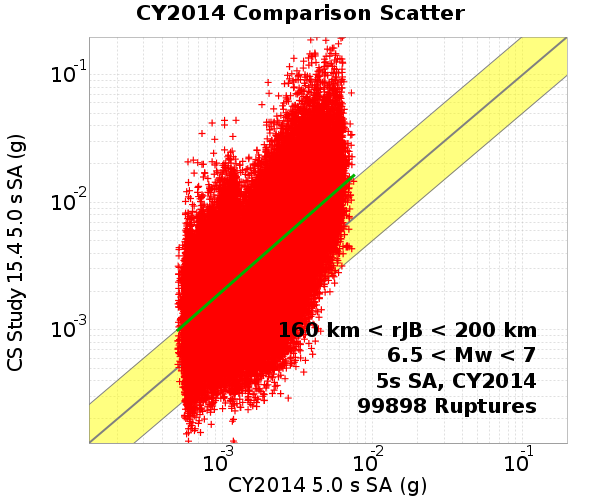 CY2014 Comparison Scatter
CS Study 15.4 5.0 s SA (g)
10-1
10-2
10-3
160 km < rJB < 200 km
6.5 < Mw < 7
5s SA, CY2014
99898 Ruptures
10-3 10-2 10-1
CY2014 5.0 s SA (g)